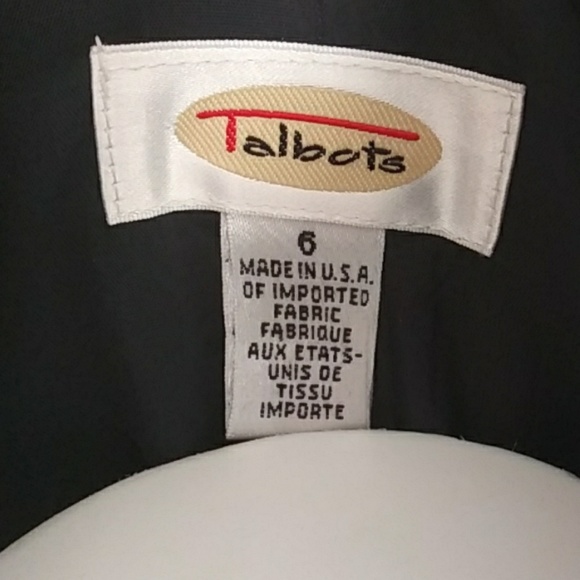 Talbots
6
MADE IN U.S.A.
OF IMPORTED
FABRIC
FABRIQUE
AUX ETATS-
UNIS DE
TISSU
IMPORTE